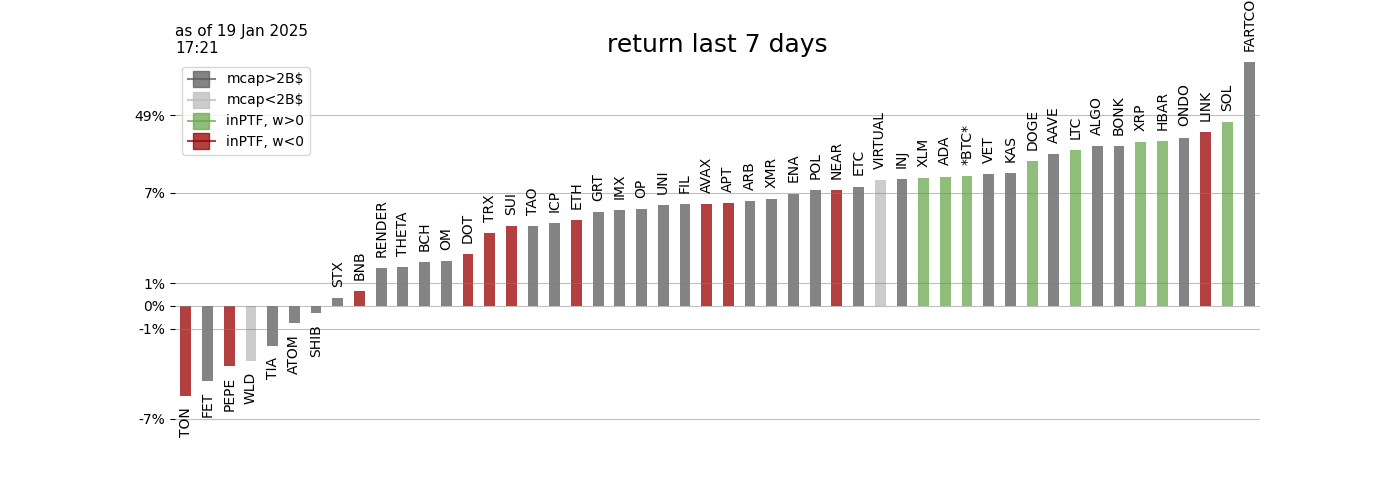 as of 19 Jan 2025
17:21
return last 7 days
mcap>2B$
mcap<2B$
inPTF, w>0
inPTF, w<0
49%
7%
1%
0%
-1%
-7%
TON
FET
PEPE
WLD
TIA
ATOM
SHIB
STX
BNB
RENDER
THETA
BCH
OM
DOT
TRX
SUI
TAO
ICP
ETH
GRT
IMX
OP
UNI
FIL
AVAX
APT
ARB
XMR
ENA
POL
NEAR
ETC
VIRTUAL
INJ
XLM
ADA
*BTC*
VET
KAS
DOGE
AAVE
LTC
ALGO
BONK
XRP
HBAR
ONDO
LINK
SOL
FARTCO